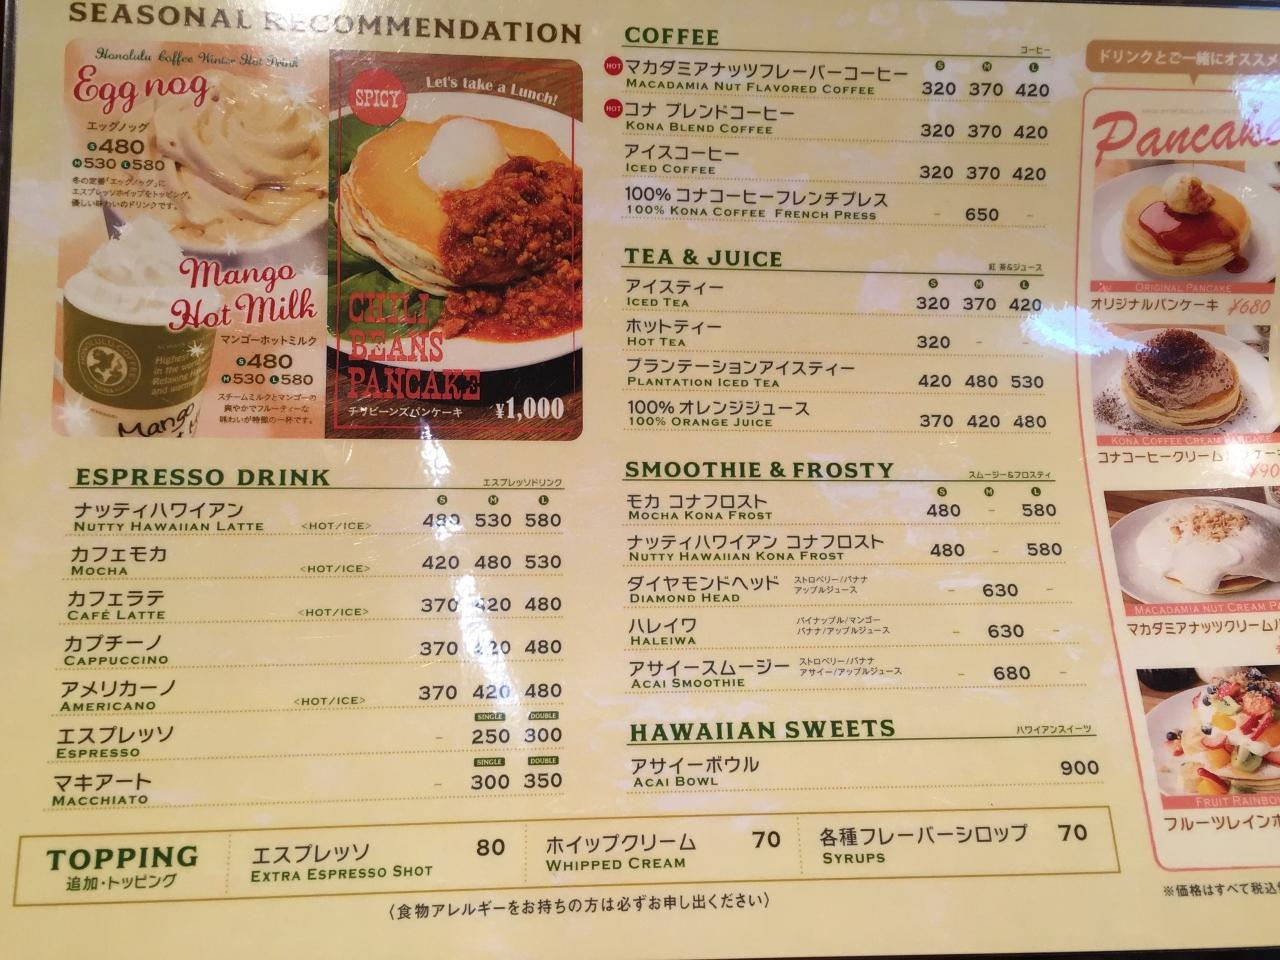 SEASONAL RECOMMENDATION
Honolulu Coffee Winter Hot Drink
Egg nog
エッグノッグ
S 480
M 530 L 580
冬の定番「エッグノッグ」に
エスプレッソホイップをトッピング。
優しい味わいのドリンクです。
Mango
Hot Milk
マンゴーホットミルク
S 480
M 530 L 580
スチームミルクとマンゴーの
爽やかでフルーティーな
味わいが特徴の一杯です。
HONOLULU COFFEE
Mango
SPICY
Let's take a Lunch!
CHILI
BEANS
PANCAKE
チリビーンズパンケーキ ¥1,000
ESPRESSO DRINK エスプレッソドリンク
S M L
ナッティハワイアン
NUTTY HAWAIIAN LATTE <HOT/ICE> 480 530 580
カフェモカ
MOCHA <HOT/ICE> 420 480 530
カフェラテ
CAFÉ LATTE <HOT/ICE> 370 420 480
カプチーノ
CAPPUCCINO 370 420 480
アメリカーノ
AMERICANO <HOT/ICE> 370 420 480
SINGLE DOUBLE
エスプレッソ
ESPRESSO – 250 300
SINGLE DOUBLE
マキアート
MACCHIATO – 300 350
COFFEE コーヒー
S M L
HOT マカダミアナッツフレーバーコーヒー
MACADAMIA NUT FLAVORED COFFEE 320 370 420
HOT コナ ブレンドコーヒー
KONA BLEND COFFEE 320 370 420
アイスコーヒー
ICED COFFEE 320 370 420
100% コナコーヒーフレンチプレス
100% KONA COFFEE FRENCH PRESS – 650 –
TEA & JUICE 紅茶&ジュース
S M L
アイスティー
ICED TEA 320 370 420
ホットティー
HOT TEA 320 – –
プランテーションアイスティー
PLANTATION ICED TEA 420 480 530
100% オレンジジュース
100% ORANGE JUICE 370 420 480
SMOOTHIE & FROSTY スムージー&フロスティ
S M L
モカ コナフロスト
MOCHA KONA FROST 480 – 580
ナッティハワイアン コナフロスト
NUTTY HAWAIIAN KONA FROST 480 – 580
ダイヤモンドヘッド ストロベリー/バナナ
アップルジュース
DIAMOND HEAD – 630 –
ハレイワ パイナップル/マンゴー
バナナ/アップルジュース
HALEIWA – 630 –
アサイースムージー ストロベリー/バナナ
アサイー/アップルジュース
ACAI SMOOTHIE – 680 –
HAWAIIAN SWEETS ハワイアンスイーツ
アサイーボウル
ACAI BOWL 900
TOPPING
追加・トッピング
エスプレッソ 80
EXTRA ESPRESSO SHOT
ホイップクリーム 70
WHIPPED CREAM
各種フレーバーシロップ 70
SYRUPS
〈食物アレルギーをお持ちの方は必ずお申し出ください〉
ドリンクとご一緒にオススメ
Pancake
ORIGINAL PANCAKE
オリジナルパンケーキ ¥680
KONA COFFEE CREAM PANCAKE
コナコーヒークリームパンケーキ
¥90
MACADAMIA NUT CREAM PA
マカダミアナッツクリームパ
FRUIT RAINBO
フルーツレインボ
※価格はすべて税込